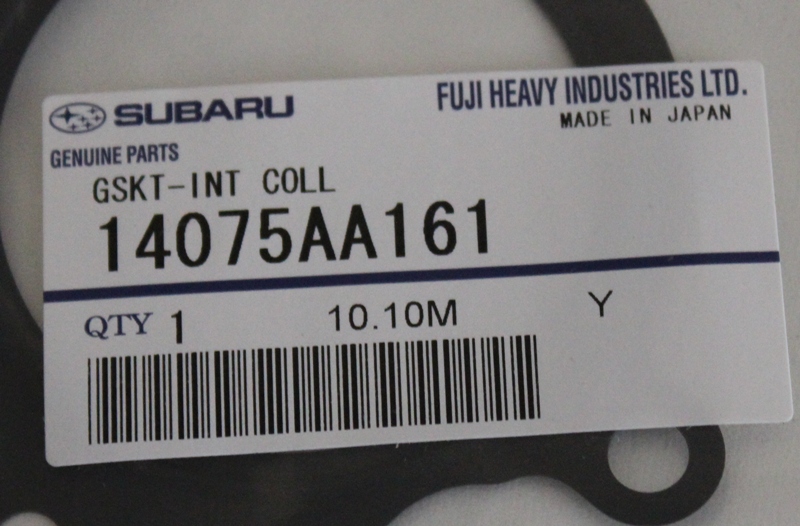 SUBARU
FUJI HEAVY INDUSTRIES LTD.
MADE IN JAPAN
GENUINE PARTS
GSKT-INT COLL
14075AA161
QTY 1 10.10M Y